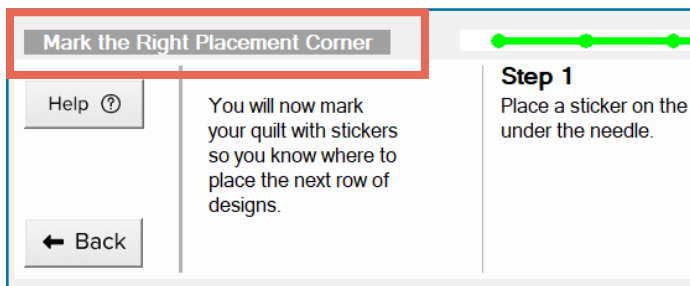 Mark the Right Placement Corner
Help ?
Back
You will now mark
your quilt with stickers
so you know where to
place the next row of
designs.
Step 1
Place a sticker on the
under the needle.